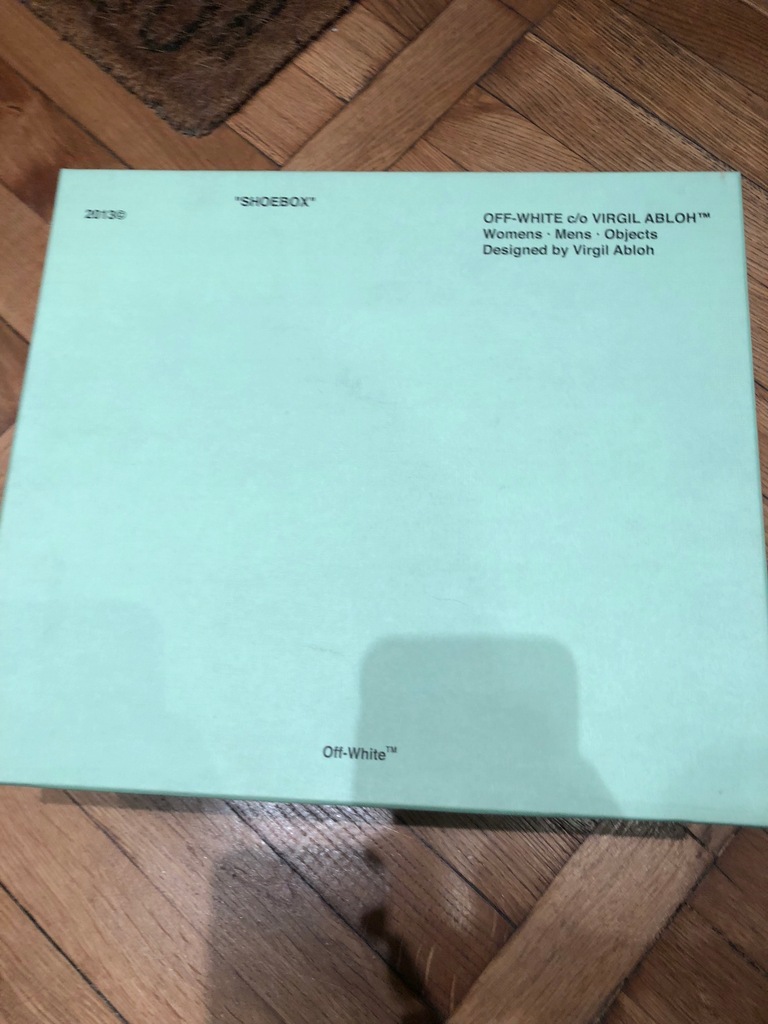 "SHOEBOX"
2013©
OFF-WHITE c/o VIRGIL ABLOH™
Womens · Mens · Objects
Designed by Virgil Abloh
Off-White™